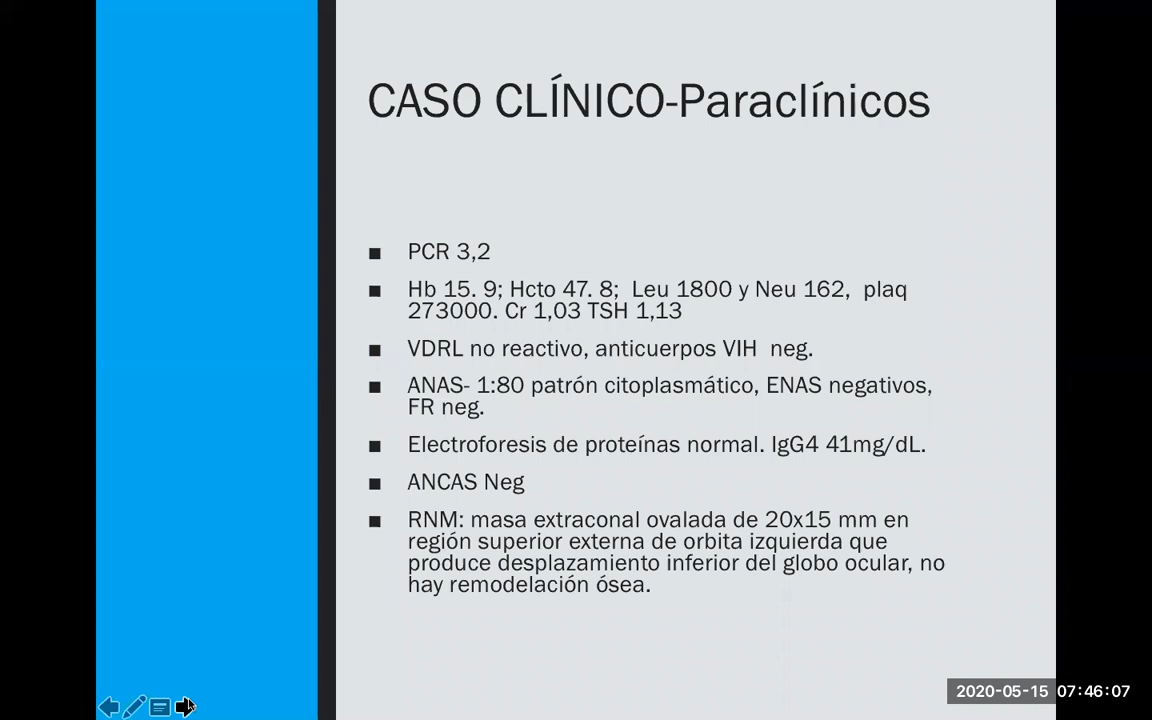 CASO CLÍNICO-Paraclínicos
■ PCR 3,2
■ Hb 15. 9; Hcto 47. 8;  Leu 1800 y Neu 162,  plaq
273000. Cr 1,03 TSH 1,13
■ VDRL no reactivo, anticuerpos VIH  neg.
■ ANAS- 1:80 patrón citoplasmático, ENAS negativos,
FR neg.
■ Electroforesis de proteínas normal. IgG4 41mg/dL.
■ ANCAS Neg
■ RNM: masa extraconal ovalada de 20x15 mm en
región superior externa de orbita izquierda que
produce desplazamiento inferior del globo ocular, no
hay remodelación ósea.
2020-05-15 07:46:07